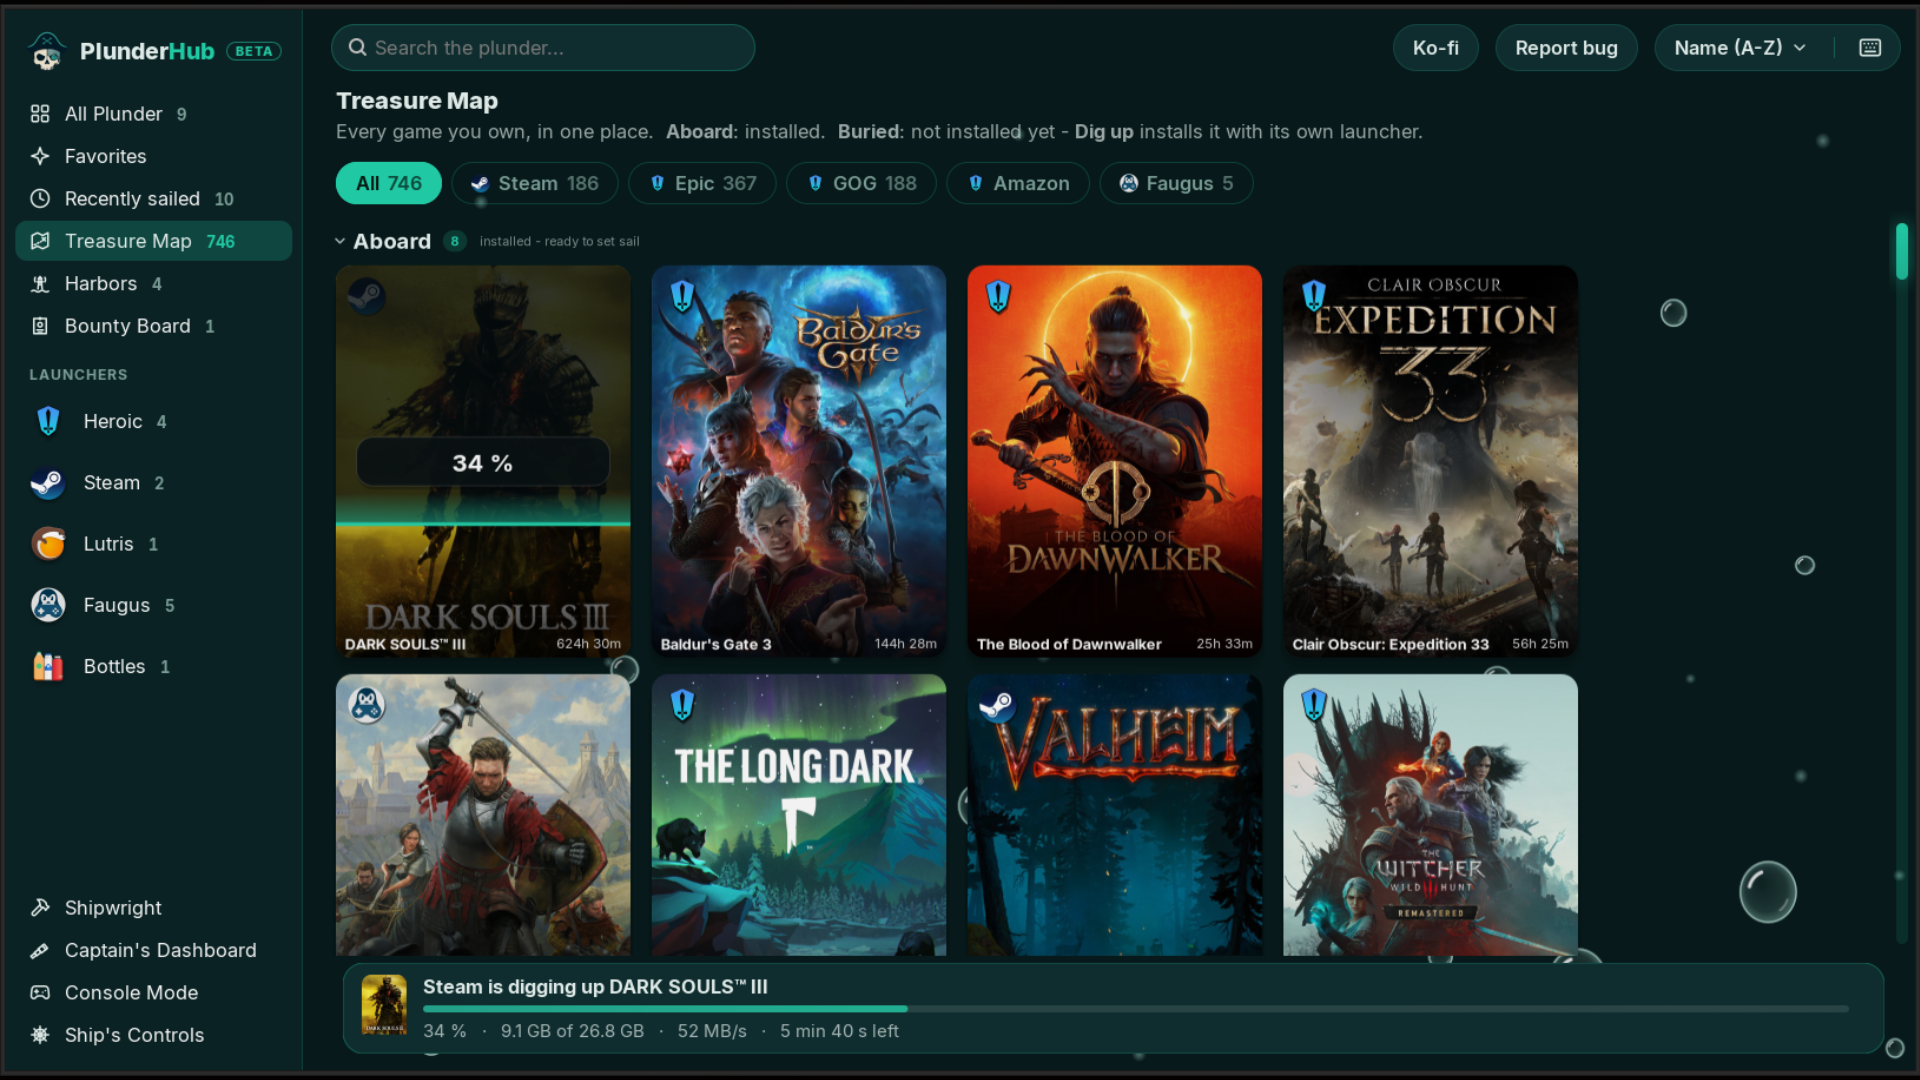 PlunderHub BETA
All Plunder 9
Favorites
Recently sailed 10
Treasure Map 746
Harbors 4
Bounty Board 1
LAUNCHERS
Heroic 4
Steam 2
Lutris 1
Faugus 5
Bottles 1
Shipwright
Captain's Dashboard
Console Mode
Ship's Controls
Search the plunder...
Ko-fi
Report bug
Name (A-Z)
Treasure Map
Every game you own, in one place. Aboard: installed. Buried: not installed yet - Dig up installs it with its own launcher.
All 746
Steam 186
Epic 367
GOG 188
Amazon
Faugus 5
Aboard 8 installed - ready to set sail
34 %
DARK SOULS III
DARK SOULS™ III 624h 30m
Baldur's
Gate
III
Baldur's Gate 3 144h 28m
THE BLOOD OF
DAWNWALKER
The Blood of Dawnwalker 25h 33m
CLAIR OBSCUR
EXPEDITION
33
Clair Obscur: Expedition 33 56h 25m
THE LONG DARK
VALHEIM
THE
WITCHER
WILD HUNT
REMASTERED
DARK SOULS III
Steam is digging up DARK SOULS™ III
34 % · 9.1 GB of 26.8 GB · 52 MB/s · 5 min 40 s left